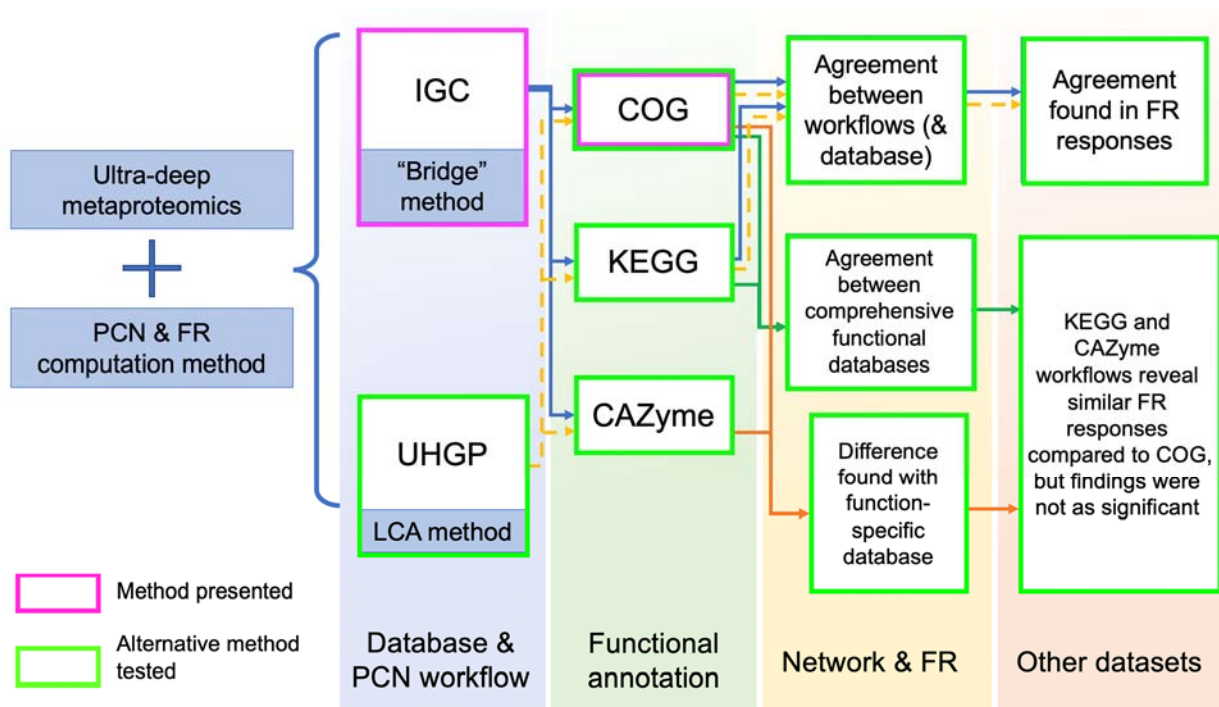 Ultra-deep
metaproteomics
PCN & FR
computation method
IGC
“Bridge”
method
UHGP
LCA method
COG
KEGG
CAZyme
Agreement
between
workflows (&
database)
Agreement
between
comprehensive
functional
databases
Difference
found with
function-
specific
database
Agreement
found in FR
responses
KEGG and
CAZyme
workflows reveal
similar FR
responses
compared to COG,
but findings were
not as significant
Method presented
Alternative method
tested
Database &
PCN workflow
Functional
annotation
Network & FR
Other datasets